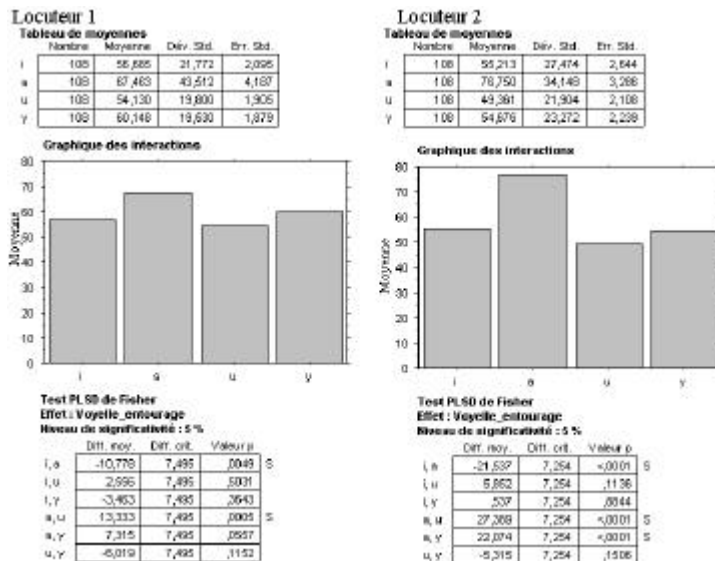 Locuteur 1
Tableau de moyennes
Nombre Moyenne Dév. Std. Err. Std.
i 108 56,685 21,772 2,095
a 108 67,463 43,512 4,187
u 108 54,130 19,800 1,905
y 108 60,148 19,530 1,879
Graphique des interactions
Moyenne
80
70
60
50
40
30
20
10
0
i a u y
Test PLSD de Fisher
Effet : Voyelle_entourage
Niveau de significativité : 5 %
Diff. moy. Diff. crit. Valeur p
i, a -10,778 7,495 ,0049 S
i, u 2,556 7,495 ,5031
i, y -3,463 7,495 ,3643
a, u 13,333 7,495 ,0005 S
a, y 7,315 7,495 ,0557
u, y -6,019 7,495 ,1152
Locuteur 2
Tableau de moyennes
Nombre Moyenne Dév. Std. Err. Std.
i 108 55,213 27,474 2,644
a 108 76,750 34,148 3,286
u 108 49,361 21,904 2,108
y 108 54,676 23,272 2,239
Graphique des interactions
Moyenne
80
70
60
50
40
30
20
10
0
i a u y
Test PLSD de Fisher
Effet : Voyelle_entourage
Niveau de significativité : 5 %
Diff. moy. Diff. crit. Valeur p
i, a -21,537 7,254 <,0001 S
i, u 5,852 7,254 ,1136
i, y ,537 7,254 ,8844
a, u 27,389 7,254 <,0001 S
a, y 22,074 7,254 <,0001 S
u, y -5,315 7,254 ,1506